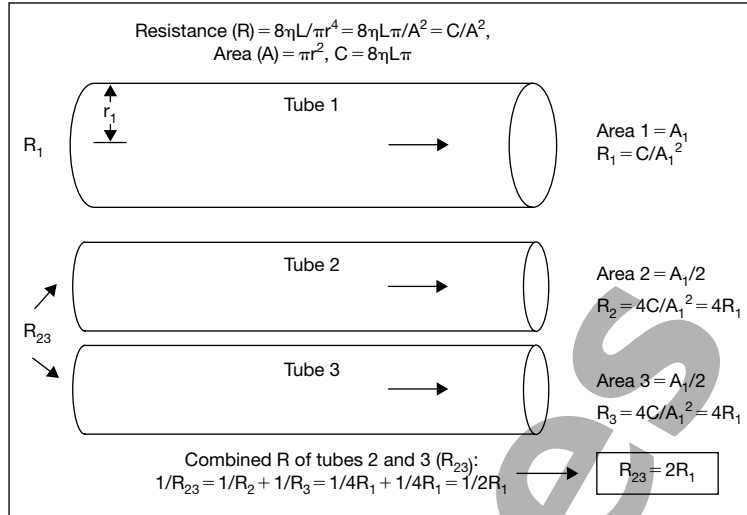 Resistance (R) = 8ηL/πr⁴ = 8ηLπ/A² = C/A²,
Area (A) = πr², C = 8ηLπ
r₁
Tube 1
R₁
Area 1 = A₁
R₁ = C/A₁²
Tube 2
Area 2 = A₁/2
R₂ = 4C/A₁² = 4R₁
R₂₃
Tube 3
Area 3 = A₁/2
R₃ = 4C/A₁² = 4R₁
Combined R of tubes 2 and 3 (R₂₃):
1/R₂₃ = 1/R₂ + 1/R₃ = 1/4R₁ + 1/4R₁ = 1/2R₁
R₂₃ = 2R₁
es